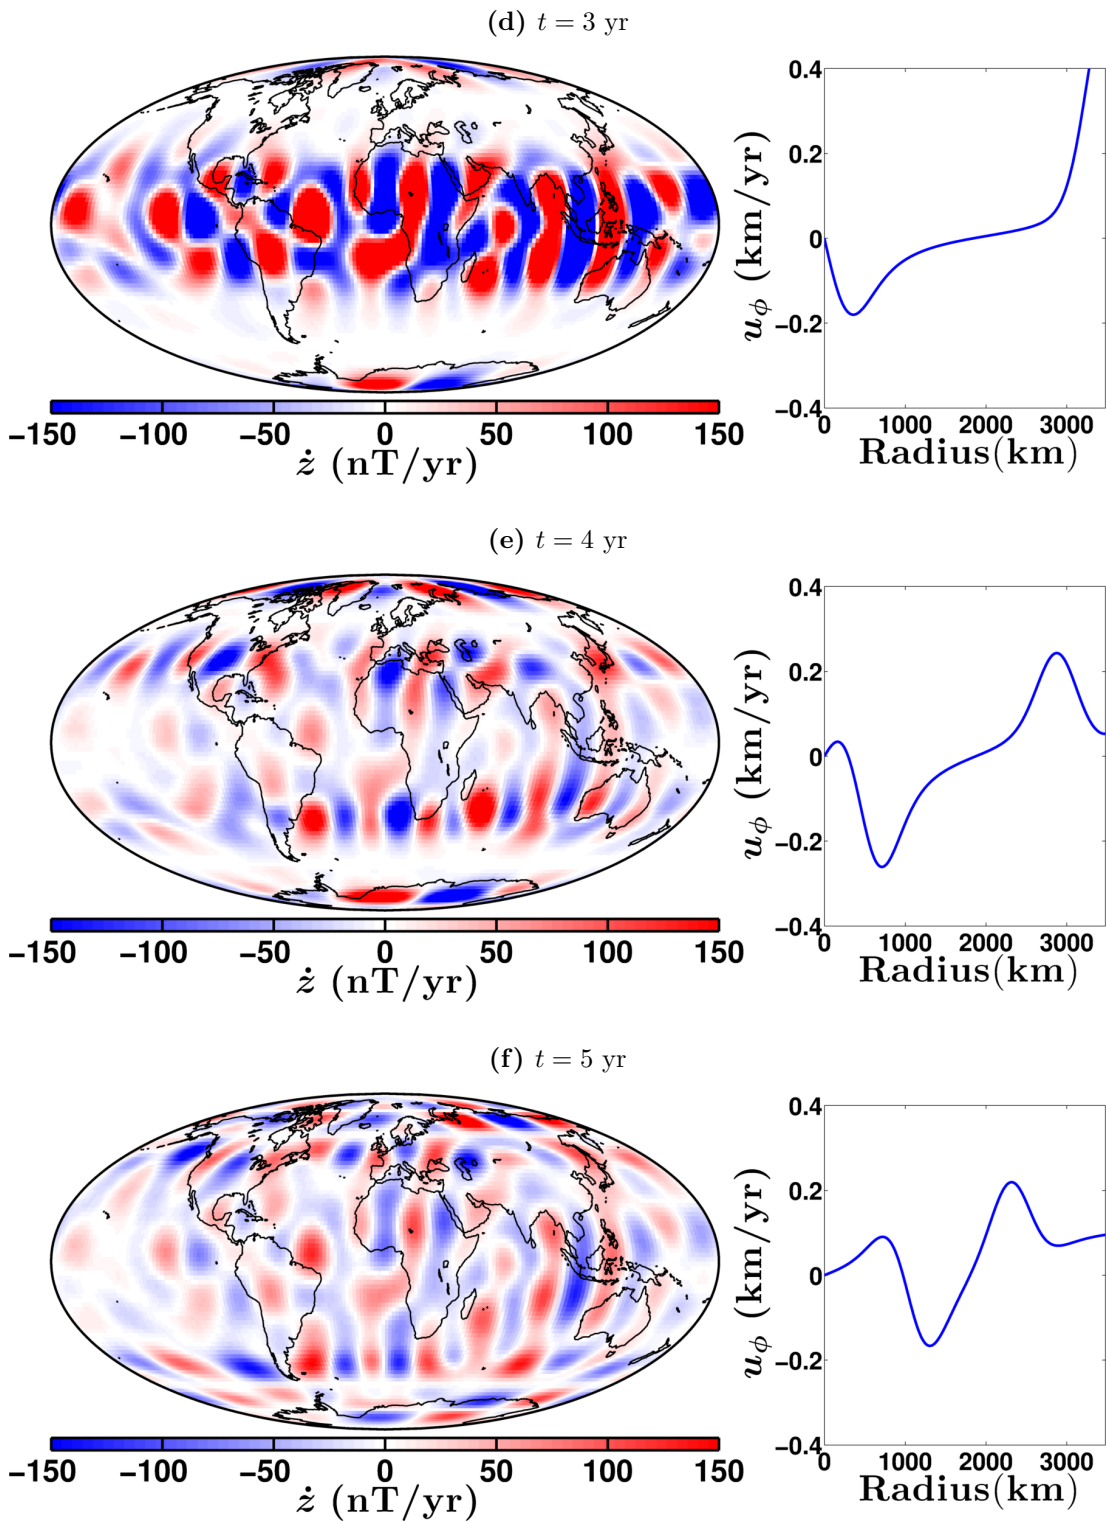 (d) t = 3 yr
0.4
0.2
0
−0.2
−0.4
u_ϕ (km/yr)
0 1000 2000 3000
Radius(km)
−150 −100 −50 0 50 100 150
ż (nT/yr)
(e) t = 4 yr
0.4
0.2
0
−0.2
−0.4
u_ϕ (km/yr)
0 1000 2000 3000
Radius(km)
−150 −100 −50 0 50 100 150
ż (nT/yr)
(f) t = 5 yr
0.4
0.2
0
−0.2
−0.4
u_ϕ (km/yr)
0 1000 2000 3000
Radius(km)
−150 −100 −50 0 50 100 150
ż (nT/yr)